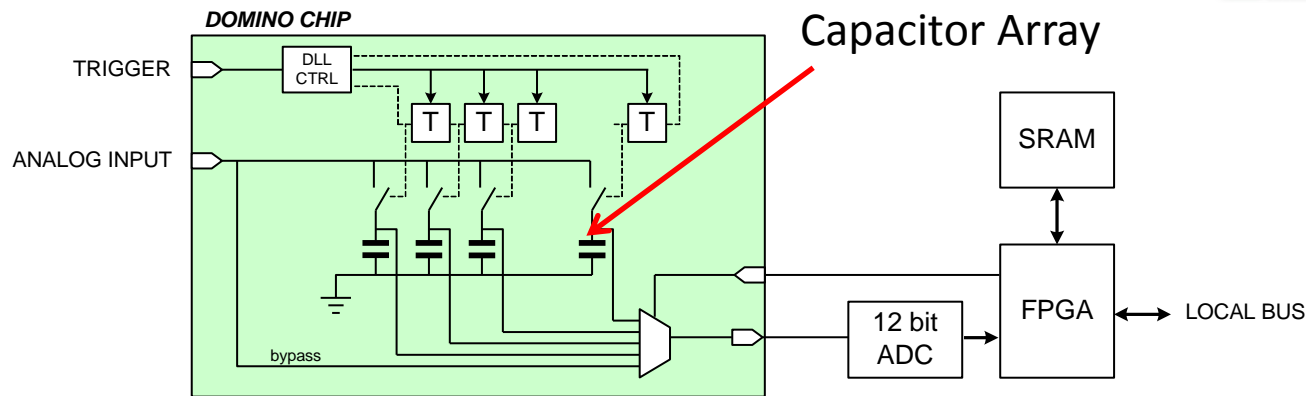 DOMINO CHIP
Capacitor Array
TRIGGER
DLL
CTRL
T
T
T
T
ANALOG INPUT
SRAM
FPGA
LOCAL BUS
12 bit
ADC
bypass